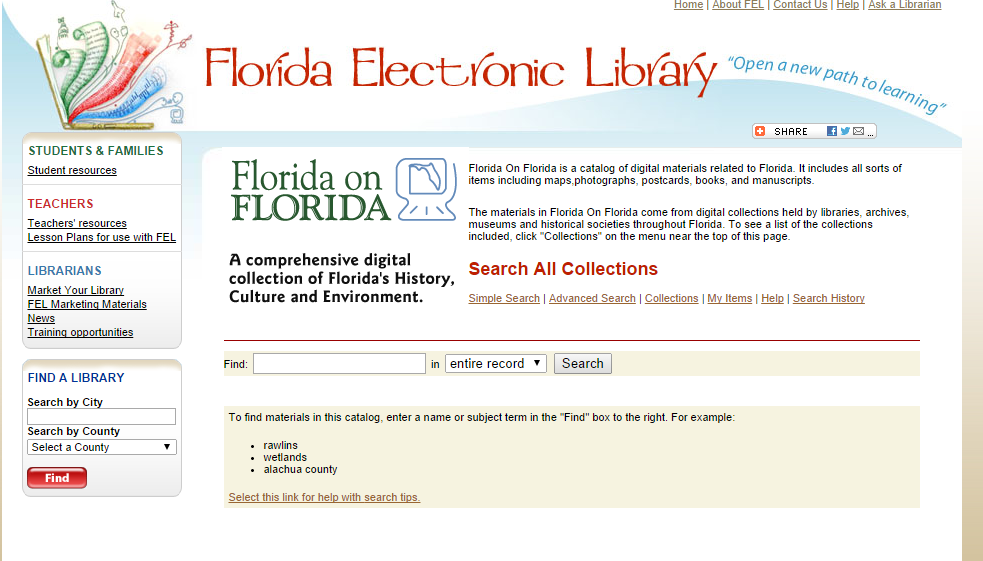 Home | About FEL | Contact Us | Help | Ask a Librarian
Florida Electronic Library
"Open a new path to learning"
SHARE ...
STUDENTS & FAMILIES
Student resources
TEACHERS
Teachers' resources
Lesson Plans for use with FEL
LIBRARIANS
Market Your Library
FEL Marketing Materials
News
Training opportunities
FIND A LIBRARY
Search by City
Search by County
Select a County
Find
Florida on
FLORIDA
A comprehensive digital
collection of Florida's History,
Culture and Environment.
Florida On Florida is a catalog of digital materials related to Florida. It includes all sorts of
items including maps,photographs, postcards, books, and manuscripts.
The materials in Florida On Florida come from digital collections held by libraries, archives,
museums and historical societies throughout Florida. To see a list of the collections
included, click "Collections" on the menu near the top of this page.
Search All Collections
Simple Search | Advanced Search | Collections | My Items | Help | Search History
Find: in entire record Search
To find materials in this catalog, enter a name or subject term in the "Find" box to the right. For example:
• rawlins
• wetlands
• alachua county
Select this link for help with search tips.